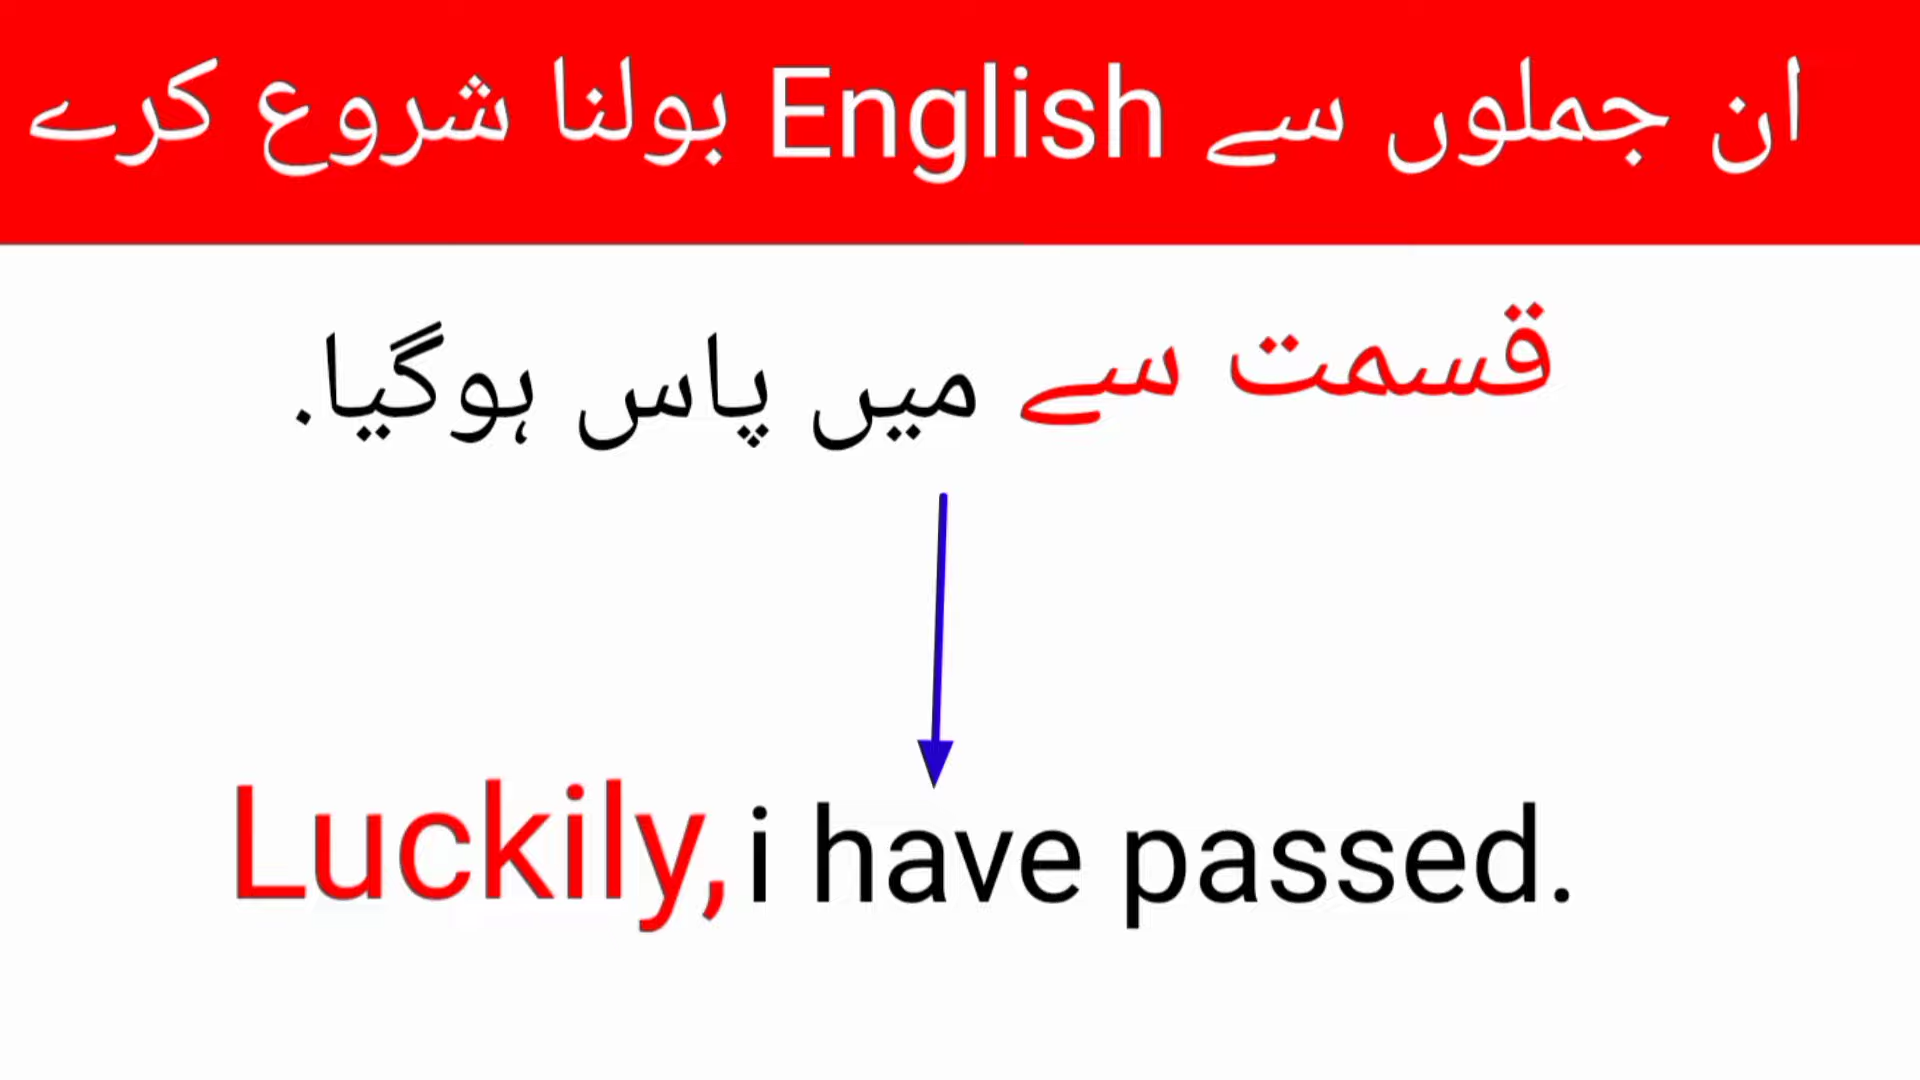 ان جملوں سے English بولنا شروع کرے
قسمت سے میں پاس ہوگیا.
Luckily, i have passed.